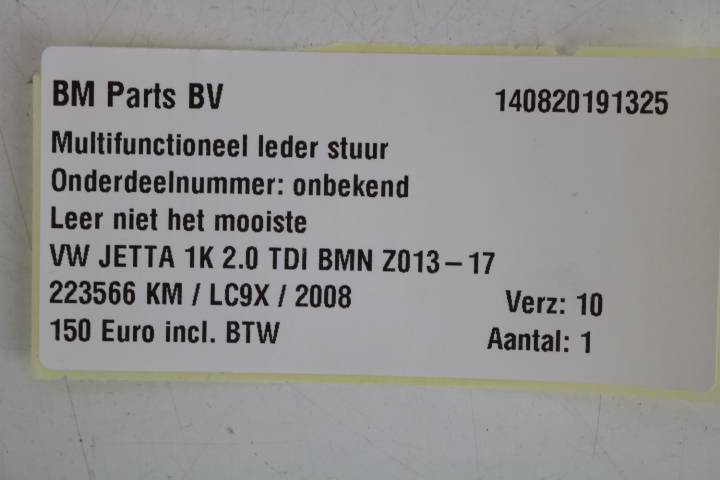 BM Parts BV 140820191325
Multifunctioneel leder stuur
Onderdeelnummer: onbekend
Leer niet het mooiste
VW JETTA 1K 2.0 TDI BMN Z013-17
223566 KM / LC9X / 2008 Verz: 10
150 Euro incl. BTW Aantal: 1